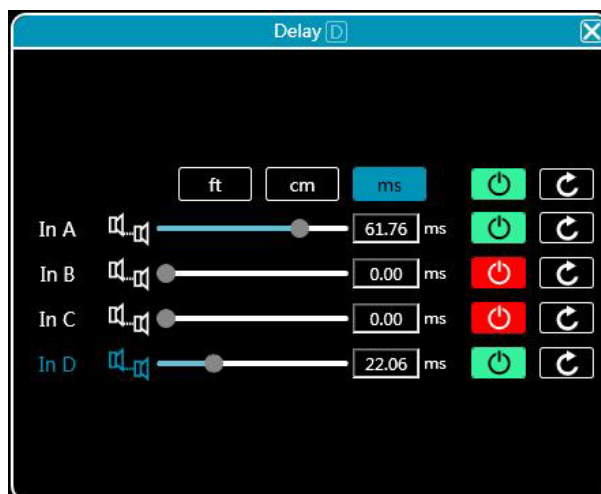 Delay D
ft cm ms
In A 61.76 ms
In B 0.00 ms
In C 0.00 ms
In D 22.06 ms